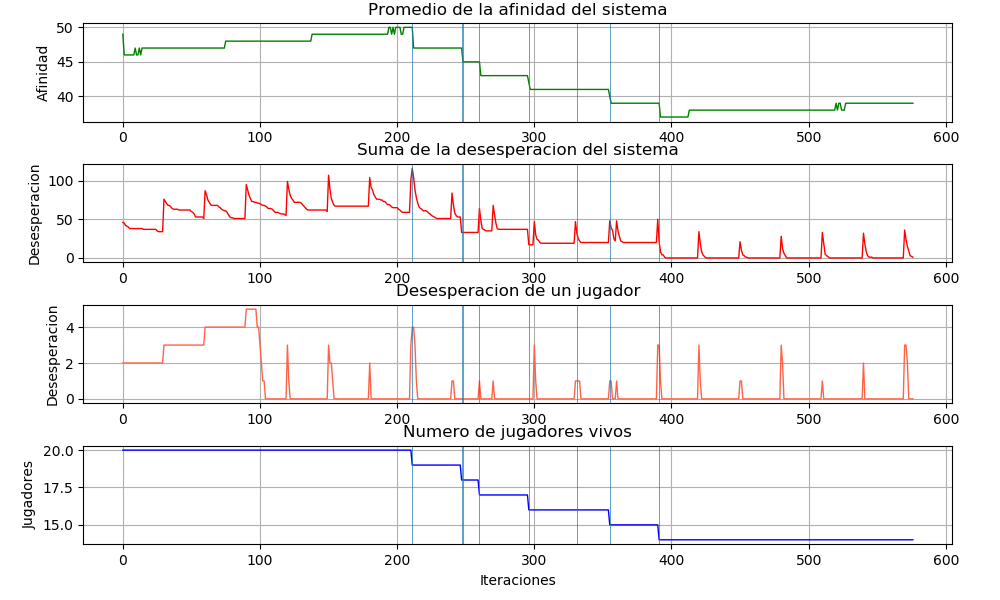 Promedio de la afinidad del sistema
50
45
40
Afinidad
0 100 200 300 400 500 600
Suma de la desesperacion del sistema
100
50
0
Desesperacion
0 100 200 300 400 500 600
Desesperacion de un jugador
4
2
0
Desesperacion
0 100 200 300 400 500 600
Numero de jugadores vivos
20.0
17.5
15.0
Jugadores
0 100 200 300 400 500 600
Iteraciones